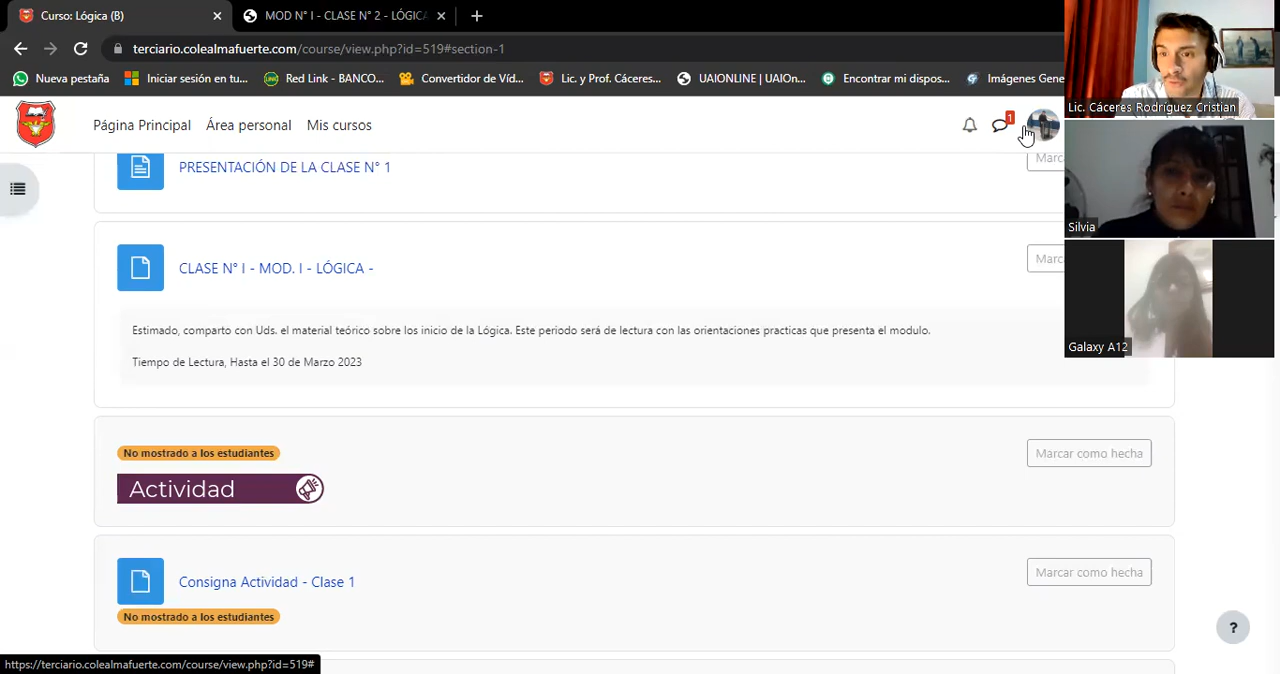 Curso: Lógica (B)
MOD N° I - CLASE N° 2 - LÓGICA
terciario.colealmafuerte.com/course/view.php?id=519#section-1
Nueva pestaña
Iniciar sesión en tu...
Red Link - BANCO...
Convertidor de Víd...
Lic. y Prof. Cáceres...
UAIONLINE | UAIOn...
Encontrar mi dispos...
Imágenes Gene
Lic. Cáceres Rodríguez Cristian
Página Principal
Área personal
Mis cursos
1
PRESENTACIÓN DE LA CLASE N° 1
Marc
Silvia
CLASE N° I - MOD. I - LÓGICA -
Marc
Estimado, comparto con Uds. el material teórico sobre los inicio de la Lógica. Este periodo será de lectura con las orientaciones practicas que presenta el modulo.
Galaxy A12
Tiempo de Lectura, Hasta el 30 de Marzo 2023
No mostrado a los estudiantes
Marcar como hecha
Actividad
Consigna Actividad - Clase 1
Marcar como hecha
No mostrado a los estudiantes
?
https://terciario.colealmafuerte.com/course/view.php?id=519#